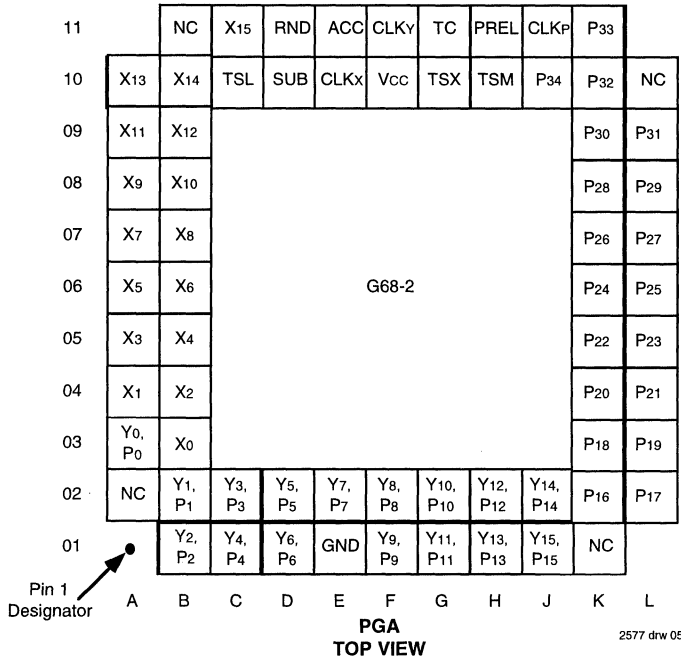 11 NC X15 RND ACC CLKY TC PREL CLKP P33
10 X13 X14 TSL SUB CLKX VCC TSX TSM P34 P32 NC
09 X11 X12 P30 P31
08 X9 X10 P28 P29
07 X7 X8 P26 P27
06 X5 X6 G68-2 P24 P25
05 X3 X4 P22 P23
04 X1 X2 P20 P21
03 Y0, P0 X0 P18 P19
02 NC Y1, P1 Y3, P3 Y5, P5 Y7, P7 Y8, P8 Y10, P10 Y12, P12 Y14, P14 P16 P17
01 Y2, P2 Y4, P4 Y6, P6 GND Y9, P9 Y11, P11 Y13, P13 Y15, P15 NC
Pin 1
Designator
A B C D E F G H J K L
PGA
TOP VIEW
2577 drw 05